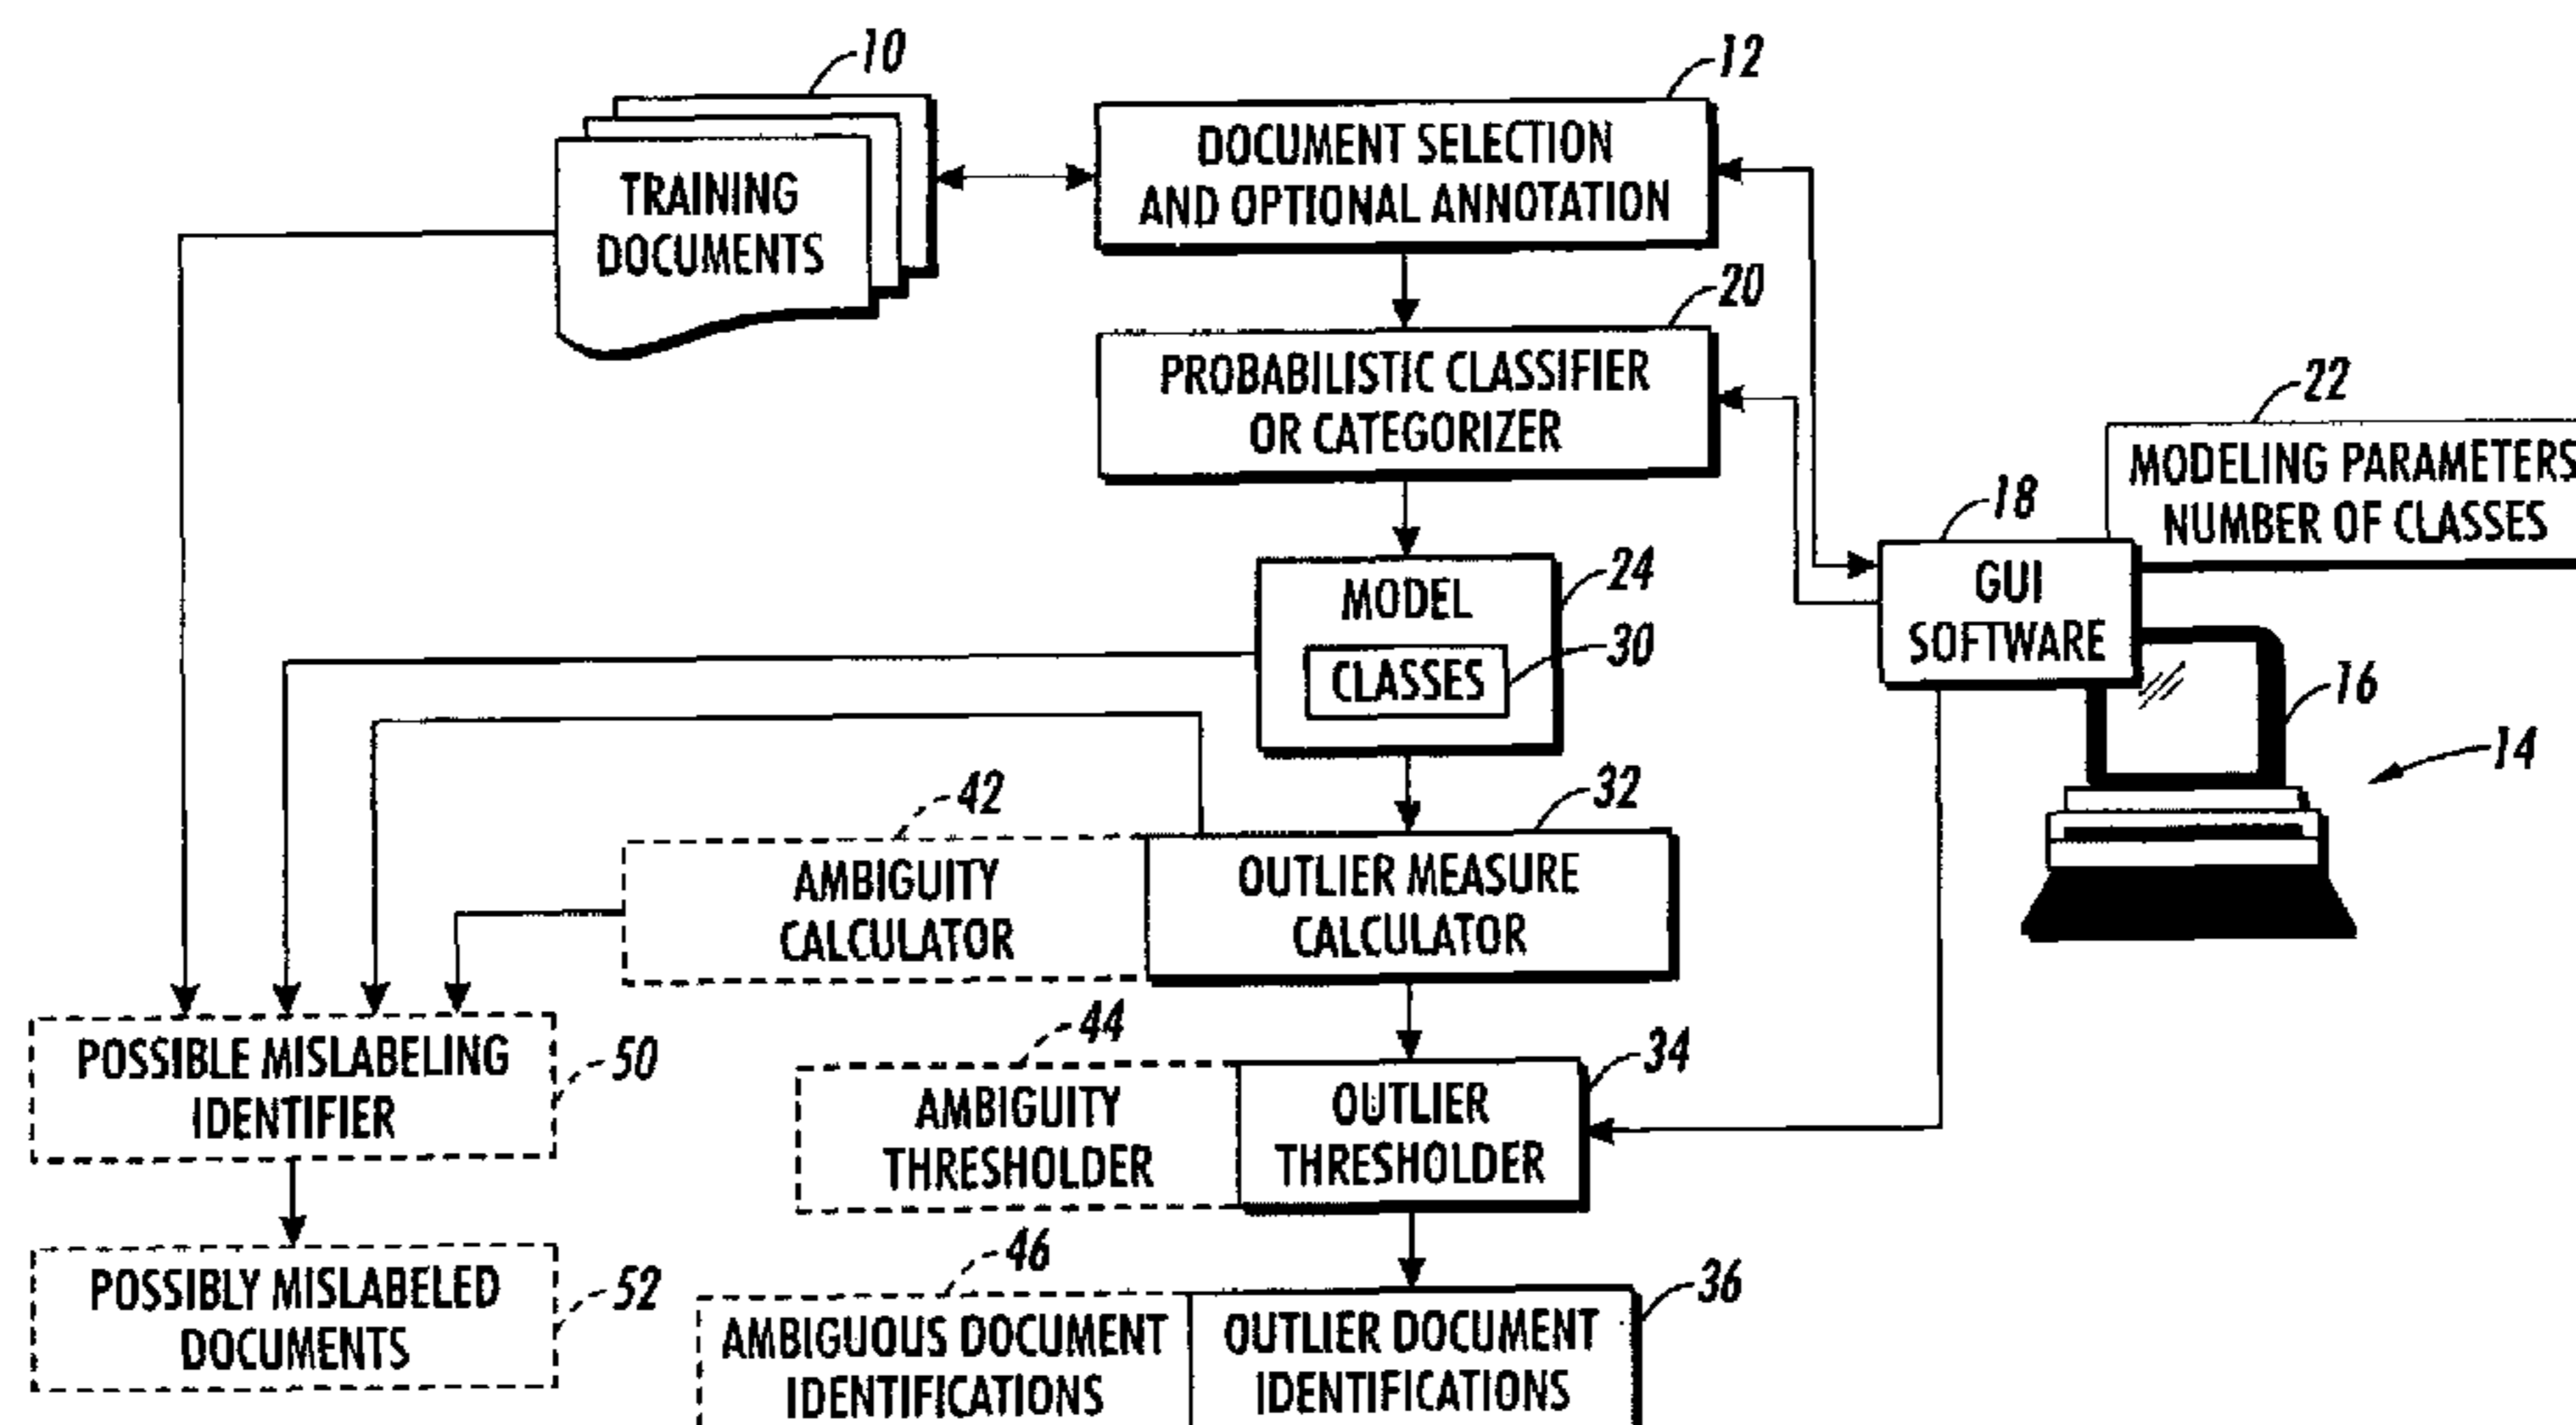 10
TRAINING
DOCUMENTS
12
DOCUMENT SELECTION
AND OPTIONAL ANNOTATION
20
PROBABILISTIC CLASSIFIER
OR CATEGORIZER
22
MODELING PARAMETERS
NUMBER OF CLASSES
18
GUI
SOFTWARE
16
14
24
MODEL
30
CLASSES
42
AMBIGUITY
CALCULATOR
32
OUTLIER MEASURE
CALCULATOR
44
AMBIGUITY
THRESHOLDER
34
OUTLIER
THRESHOLDER
POSSIBLE MISLABELING
IDENTIFIER
50
POSSIBLY MISLABELED
DOCUMENTS
52
46
AMBIGUOUS DOCUMENT
IDENTIFICATIONS
36
OUTLIER DOCUMENT
IDENTIFICATIONS